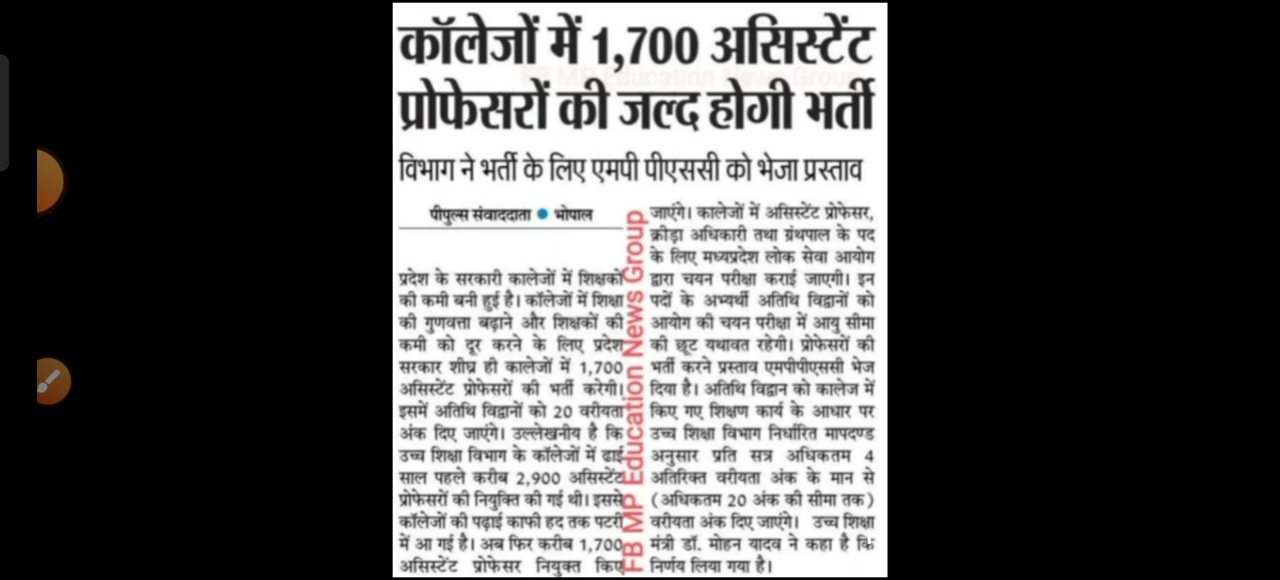 कॉलेजों में 1,700 असिस्टेंट
प्रोफेसरों की जल्द होगी भर्ती
विभाग ने भर्ती के लिए एमपी पीएससी को भेजा प्रस्ताव
पीपुल्स संवाददाता ● भोपाल
प्रदेश के सरकारी कालेजों में शिक्षकों
की कमी बनी हुई है। कॉलेजों में शिक्षा
की गुणवत्ता बढ़ाने और शिक्षकों की
कमी को दूर करने के लिए प्रदेश
सरकार शीघ्र ही कालेजों में 1,700
असिस्टेंट प्रोफेसरों की भर्ती करेगी।
इसमें अतिथि विद्वानों को 20 वरीयता
अंक दिए जाएंगे। उल्लेखनीय है कि
उच्च शिक्षा विभाग के कॉलेजों में ढाई
साल पहले करीब 2,900 असिस्टेंट
प्रोफेसरों की नियुक्ति की गई थी। इससे
कॉलेजों की पढ़ाई काफी हद तक पटरी
में आ गई है। अब फिर करीब 1,700
असिस्टेंट प्रोफेसर नियुक्त किए
जाएंगे। कालेजों में असिस्टेंट प्रोफेसर,
क्रीड़ा अधिकारी तथा ग्रंथपाल के पद
के लिए मध्यप्रदेश लोक सेवा आयोग
द्वारा चयन परीक्षा कराई जाएगी। इन
पदों के अभ्यर्थी अतिथि विद्वानों को
आयोग की चयन परीक्षा में आयु सीमा
की छूट यथावत रहेगी। प्रोफेसरों की
भर्ती करने प्रस्ताव एमपीपीएससी भेज
दिया है। अतिथि विद्वान को कालेज में
किए गए शिक्षण कार्य के आधार पर
उच्च शिक्षा विभाग निर्धारित मापदण्ड
अनुसार प्रति सत्र अधिकतम 4
अतिरिक्त वरीयता अंक के मान से
(अधिकतम 20 अंक की सीमा तक)
वरीयता अंक दिए जाएंगे। उच्च शिक्षा
मंत्री डॉ. मोहन यादव ने कहा है कि
निर्णय लिया गया है।
FB MP Education News Group
FB MP Education News Group